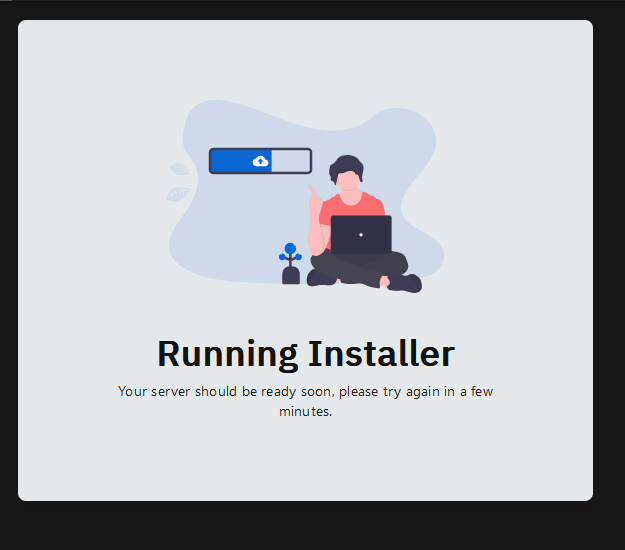 Running Installer
Your server should be ready soon, please try again in a few
minutes.